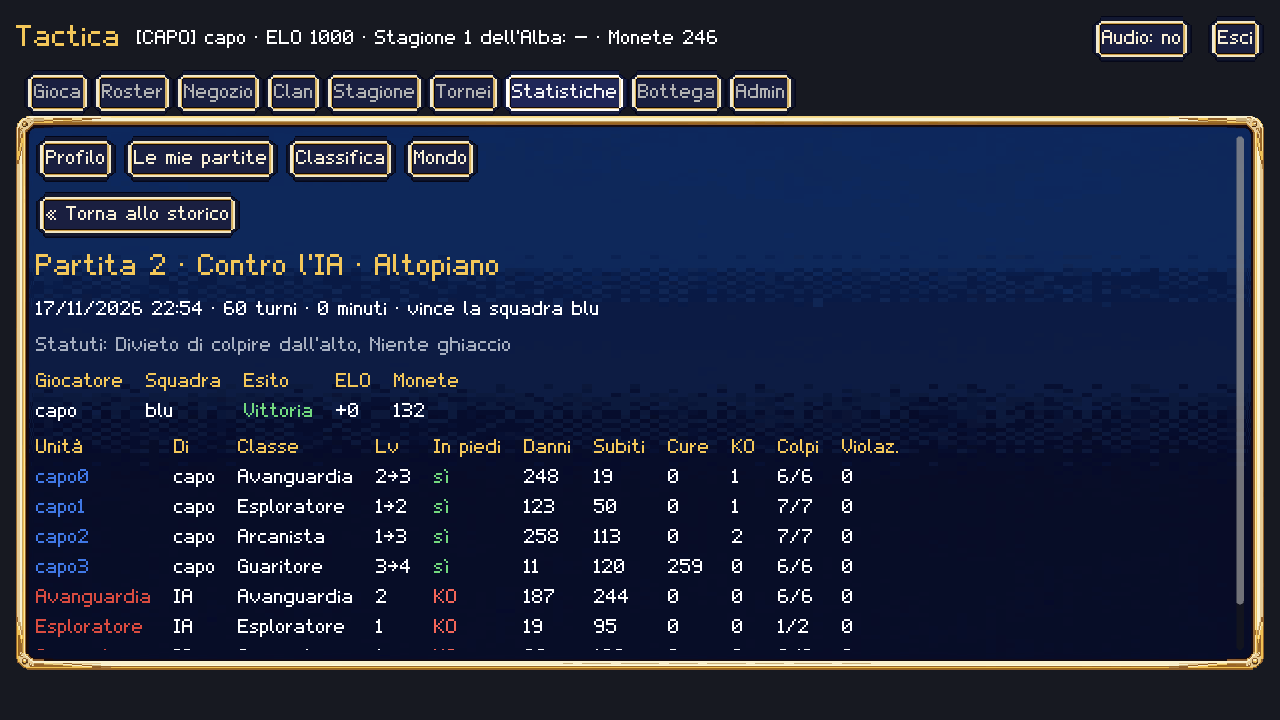 Tactica [CAPO] capo · ELO 1000 · Stagione 1 dell'Alba: — · Monete 246 Audio: no Esci
Gioca Roster Negozio Clan Stagione Tornei Statistiche Bottega Admin
Profilo Le mie partite Classifica Mondo
« Torna allo storico
Partita 2 · Contro l'IA · Altopiano
17/11/2026 22:54 · 60 turni · 0 minuti · vince la squadra blu
Statuti: Divieto di colpire dall'alto, Niente ghiaccio
Giocatore Squadra Esito ELO Monete
capo blu Vittoria +0 132
Unità Di Classe Lv In piedi Danni Subiti Cure KO Colpi Violaz.
capo0 capo Avanguardia 2→3 sì 248 19 0 1 6/6 0
capo1 capo Esploratore 1→2 sì 123 50 0 1 7/7 0
capo2 capo Arcanista 1→3 sì 258 113 0 2 7/7 0
capo3 capo Guaritore 3→4 sì 11 120 259 0 6/6 0
Avanguardia IA Avanguardia 2 KO 187 244 0 0 6/6 0
Esploratore IA Esploratore 1 KO 19 95 0 0 1/2 0